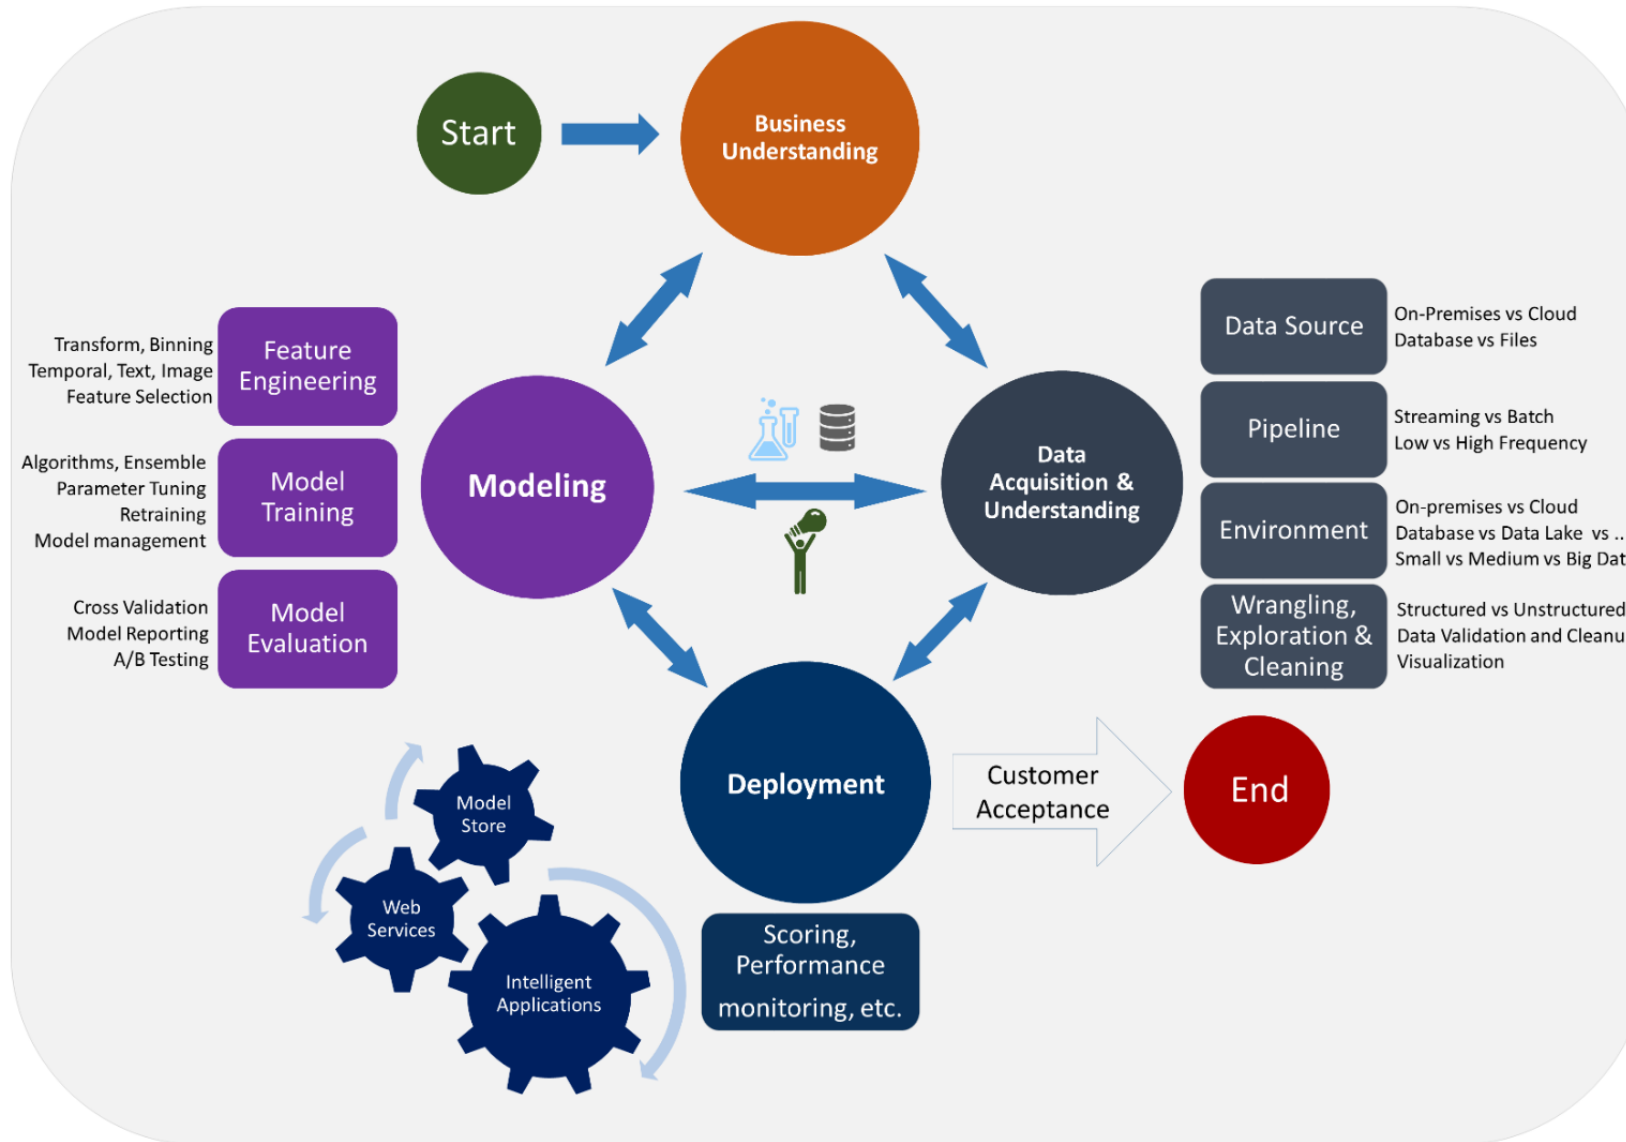 Start
Business
Understanding
Transform, Binning
Temporal, Text, Image
Feature Selection
Feature
Engineering
Algorithms, Ensemble
Parameter Tuning
Retraining
Model management
Model
Training
Cross Validation
Model Reporting
A/B Testing
Model
Evaluation
Modeling
Data
Acquisition &
Understanding
Data Source
On-Premises vs Cloud
Database vs Files
Pipeline
Streaming vs Batch
Low vs High Frequency
Environment
On-premises vs Cloud
Database vs Data Lake vs ..
Small vs Medium vs Big Dat
Wrangling,
Exploration &
Cleaning
Structured vs Unstructured
Data Validation and Cleanu
Visualization
Deployment
Customer
Acceptance
End
Model
Store
Web
Services
Intelligent
Applications
Scoring,
Performance
monitoring, etc.